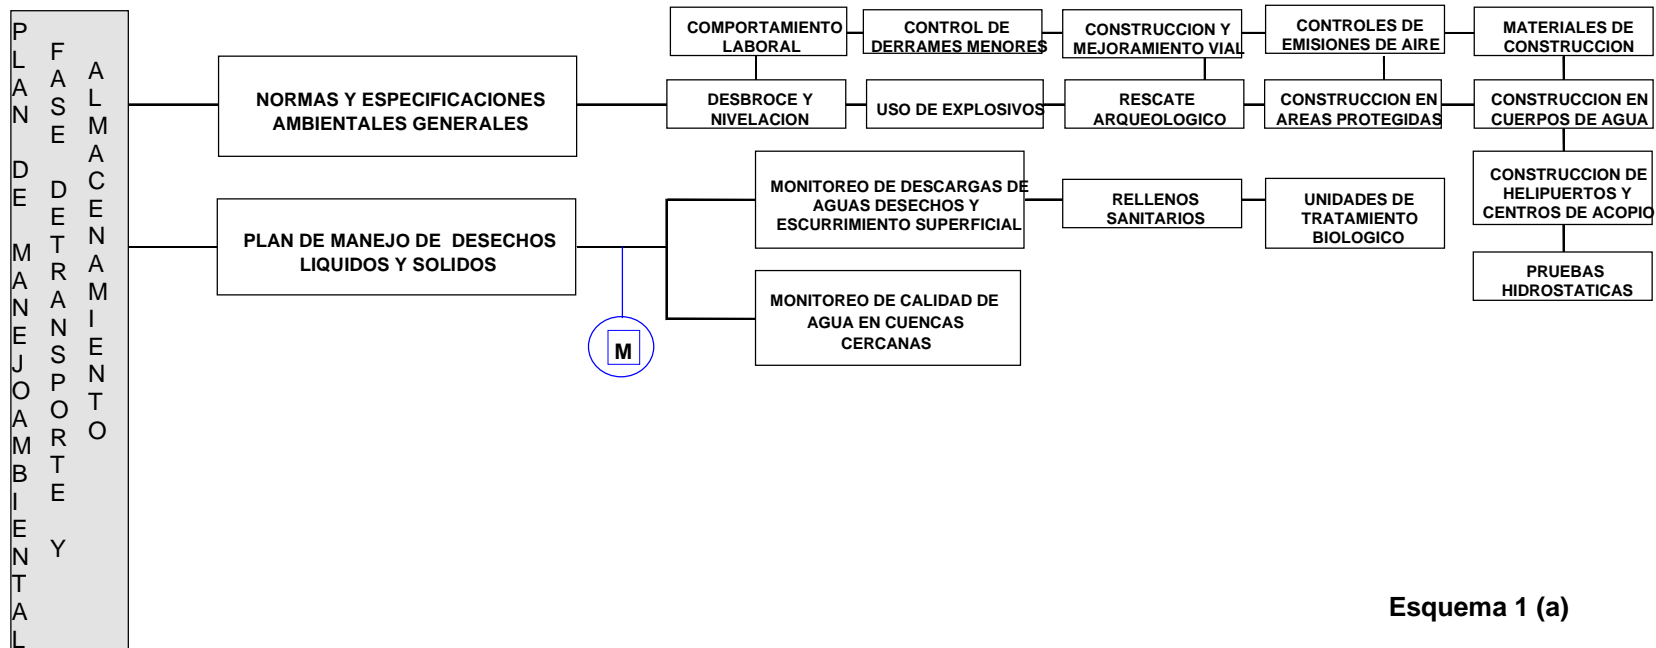 PLAN DE MANEJOAMBIENTAL
FASE DETRANSPORTE Y
ALMACENAMIENTO
NORMAS Y ESPECIFICACIONES
AMBIENTALES GENERALES
COMPORTAMIENTO
LABORAL
CONTROL DE
DERRAMES MENORES
CONSTRUCCION Y
MEJORAMIENTO VIAL
CONTROLES DE
EMISIONES DE AIRE
MATERIALES DE
CONSTRUCCION
DESBROCE Y
NIVELACION
USO DE EXPLOSIVOS
RESCATE
ARQUEOLOGICO
CONSTRUCCION EN
AREAS PROTEGIDAS
CONSTRUCCION EN
CUERPOS DE AGUA
CONSTRUCCION DE
HELIPUERTOS Y
CENTROS DE ACOPIO
PRUEBAS
HIDROSTATICAS
PLAN DE MANEJO DE DESECHOS
LIQUIDOS Y SOLIDOS
M
MONITOREO DE DESCARGAS DE
AGUAS DESECHOS Y
ESCURRIMIENTO SUPERFICIAL
RELLENOS
SANITARIOS
UNIDADES DE
TRATAMIENTO
BIOLOGICO
MONITOREO DE CALIDAD DE
AGUA EN CUENCAS
CERCANAS
Esquema 1 (a)